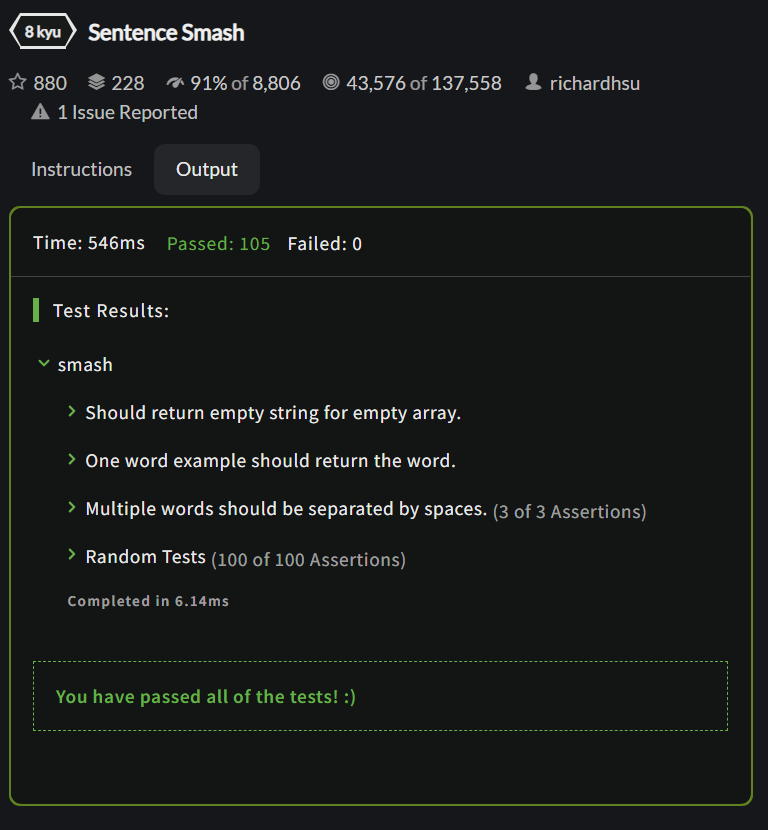 8 kyu Sentence Smash
880 228 91% of 8,806 43,576 of 137,558 richardhsu
1 Issue Reported
Instructions Output
Time: 546ms Passed: 105 Failed: 0
Test Results:
smash
Should return empty string for empty array.
One word example should return the word.
Multiple words should be separated by spaces. (3 of 3 Assertions)
Random Tests (100 of 100 Assertions)
Completed in 6.14ms
You have passed all of the tests! :)